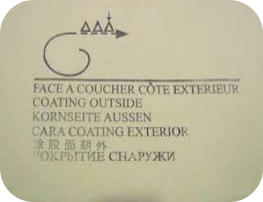 FACE A COUCHER CÔTE EXTERIEUR
COATING OUTSIDE
KORNSEITE AUSSEN
CARA COATING EXTERIOR
涂胶面朝外
ПОКРЫТИЕ СНАРУЖИ